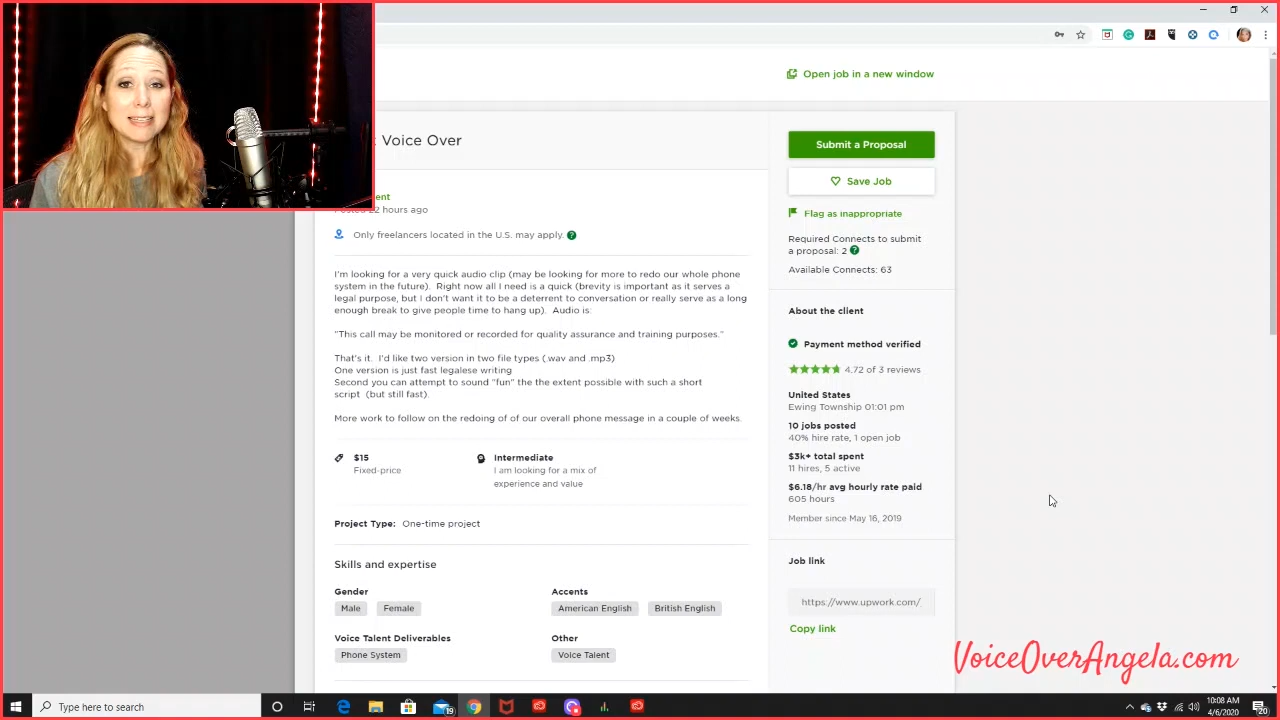 Open job in a new window
Voice Over
Submit a Proposal
ent
Save Job
Posted 22 hours ago
Flag as inappropriate
Only freelancers located in the U.S. may apply.
Required Connects to submit
a proposal: 2
Available Connects: 63
I'm looking for a very quick audio clip (may be looking for more to redo our whole phone
system in the future).  Right now all I need is a quick (brevity is important as it serves a
legal purpose, but I don't want it to be a deterrent to conversation or really serve as a long
enough break to give people time to hang up).  Audio is:
"This call may be monitored or recorded for quality assurance and training purposes."
That's it.  I'd like two version in two file types (.wav and .mp3)
One version is just fast legalese writing
Second you can attempt to sound "fun" the the extent possible with such a short
script  (but still fast).
More work to follow on the redoing of of our overall phone message in a couple of weeks.
$15
Fixed-price
Intermediate
I am looking for a mix of
experience and value
Project Type: One-time project
Skills and expertise
Gender
Male Female
Accents
American English British English
Voice Talent Deliverables
Phone System
Other
Voice Talent
About the client
Payment method verified
4.72 of 3 reviews
United States
Ewing Township 01:01 pm
10 jobs posted
40% hire rate, 1 open job
$3k+ total spent
11 hires, 5 active
$6.18/hr avg hourly rate paid
605 hours
Member since May 16, 2019
Job link
https://www.upwork.com/
Copy link
VoiceOverAngela.com
Type here to search
19
10:08 AM
4/6/2020
20